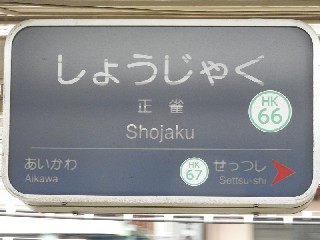 しょうじゃく
正雀
HK
66
Shojaku
あいかわ
Aikawa
HK
67
せっつし
Settsu-shi